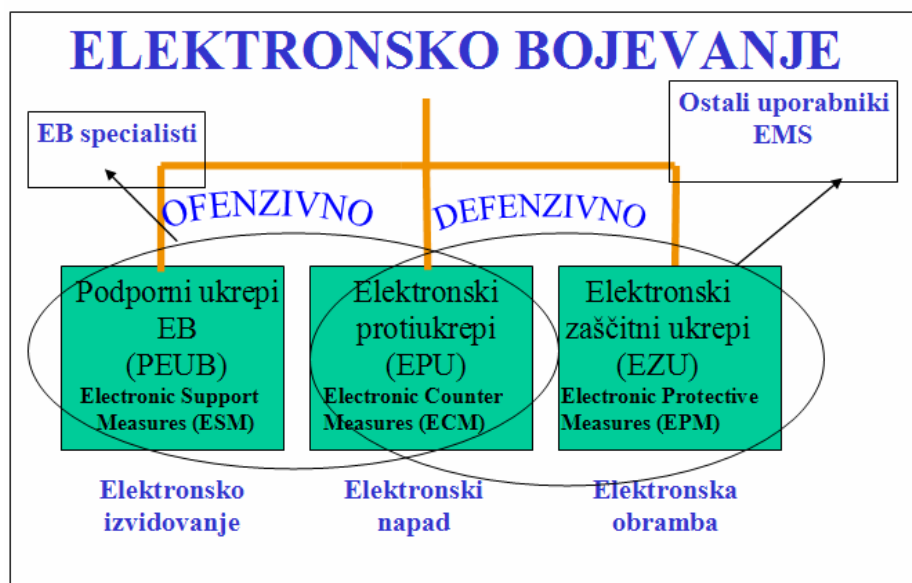 ELEKTRONSKO BOJEVANJE
EB specialisti
Ostali uporabniki
EMS
OFENZIVNO
DEFENZIVNO
Podporni ukrepi
EB
(PEUB)
Electronic Support
Measures (ESM)
Elektronski
protiukrepi
(EPU)
Electronic Counter
Measures (ECM)
Elektronski
zaščitni ukrepi
(EZU)
Electronic Protective
Measures (EPM)
Elektronsko
izvidovanje
Elektronski
napad
Elektronska
obramba